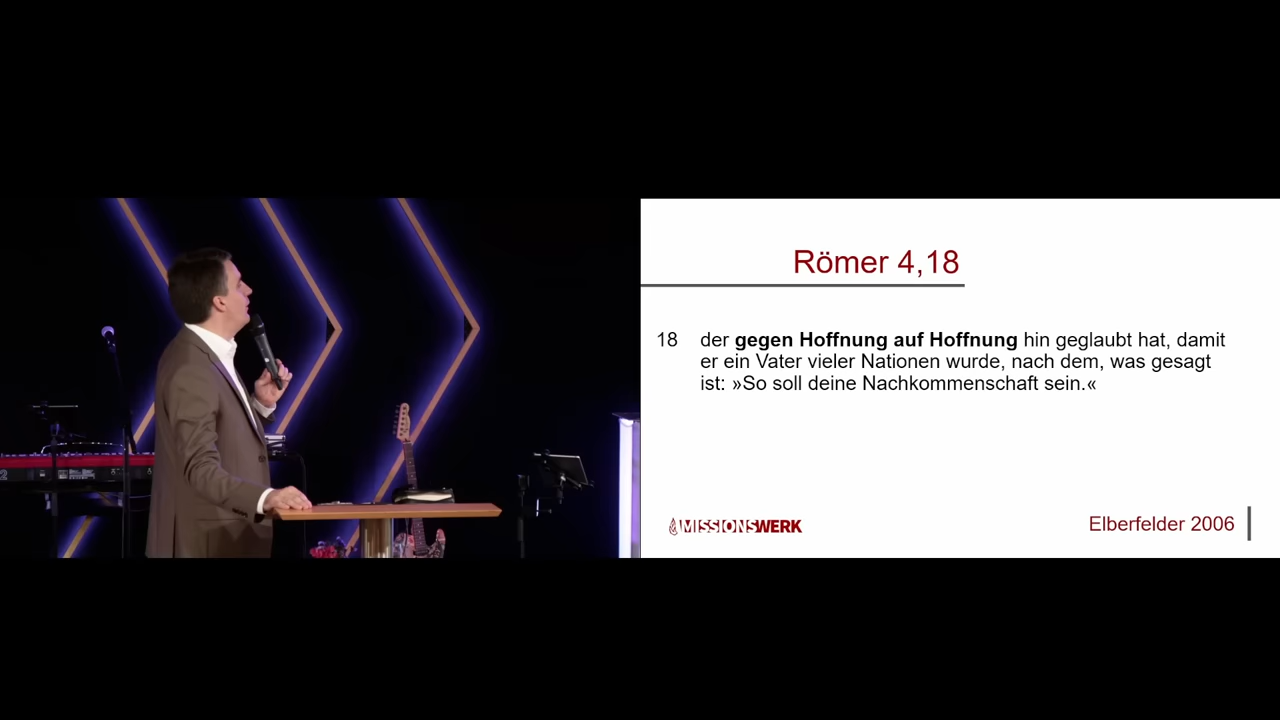 Römer 4,18
18 der gegen Hoffnung auf Hoffnung hin geglaubt hat, damit
er ein Vater vieler Nationen wurde, nach dem, was gesagt
ist: »So soll deine Nachkommenschaft sein.«
MISSIONSWERK
Elberfelder 2006